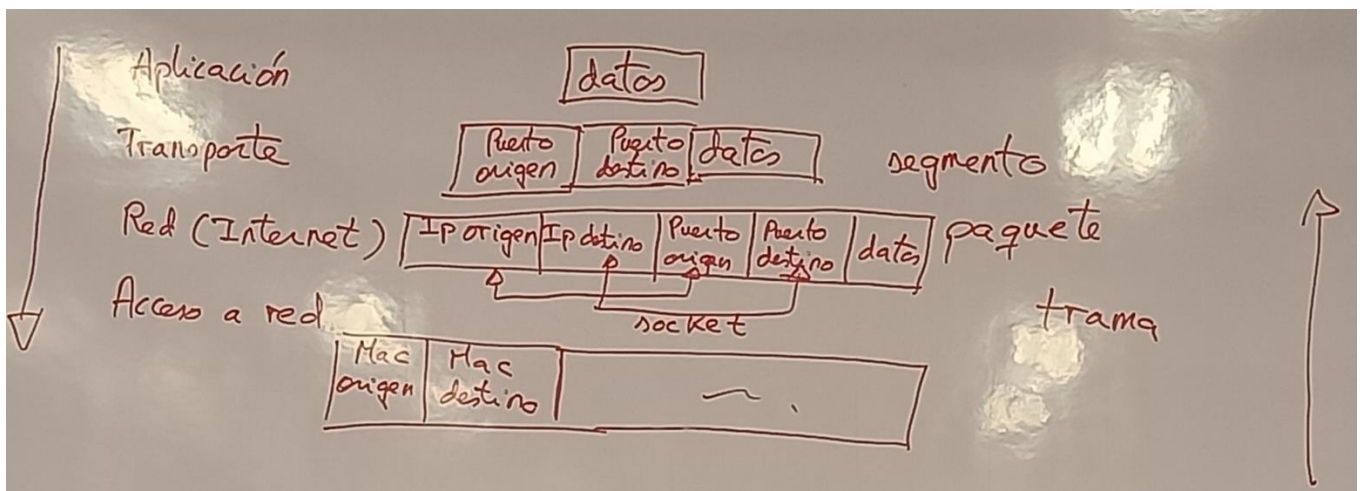 Aplicación
datos
Transporte
Puerto origen
Puerto destino
datos
segmento
Red (Internet)
Ip origen
Ip destino
Puerto origen
Puerto destino
datos
paquete
socket
Acceso a red
trama
Mac origen
Mac destino